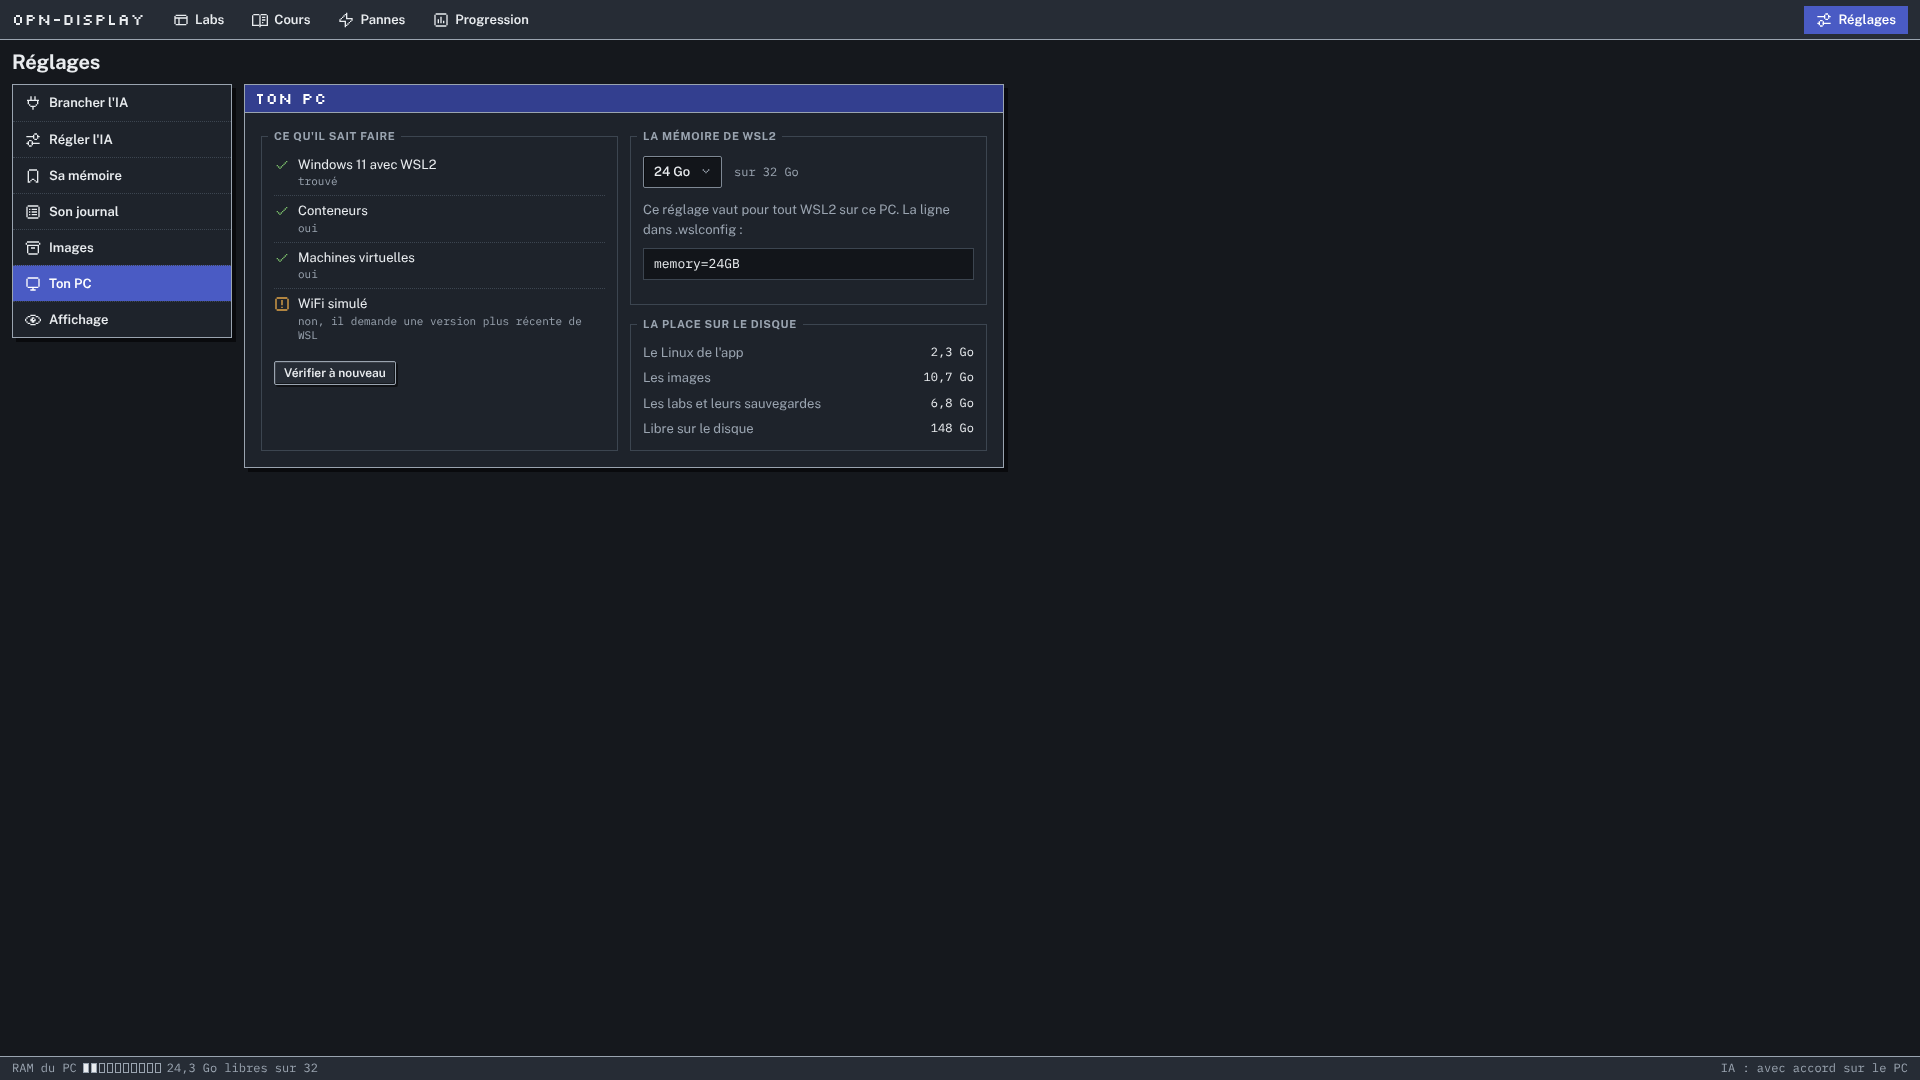 OPN-DISPLAY
Labs
Cours
Pannes
Progression
Réglages
Réglages
Brancher l'IA
Régler l'IA
Sa mémoire
Son journal
Images
Ton PC
Affichage
TON PC
CE QU'IL SAIT FAIRE
Windows 11 avec WSL2
trouvé
Conteneurs
oui
Machines virtuelles
oui
WiFi simulé
non, il demande une version plus récente de
WSL
Vérifier à nouveau
LA MÉMOIRE DE WSL2
24 Go
sur 32 Go
Ce réglage vaut pour tout WSL2 sur ce PC. La ligne
dans .wslconfig :
memory=24GB
LA PLACE SUR LE DISQUE
Le Linux de l'app 2,3 Go
Les images 10,7 Go
Les labs et leurs sauvegardes 6,8 Go
Libre sur le disque 148 Go
RAM du PC 24,3 Go libres sur 32
IA : avec accord sur le PC